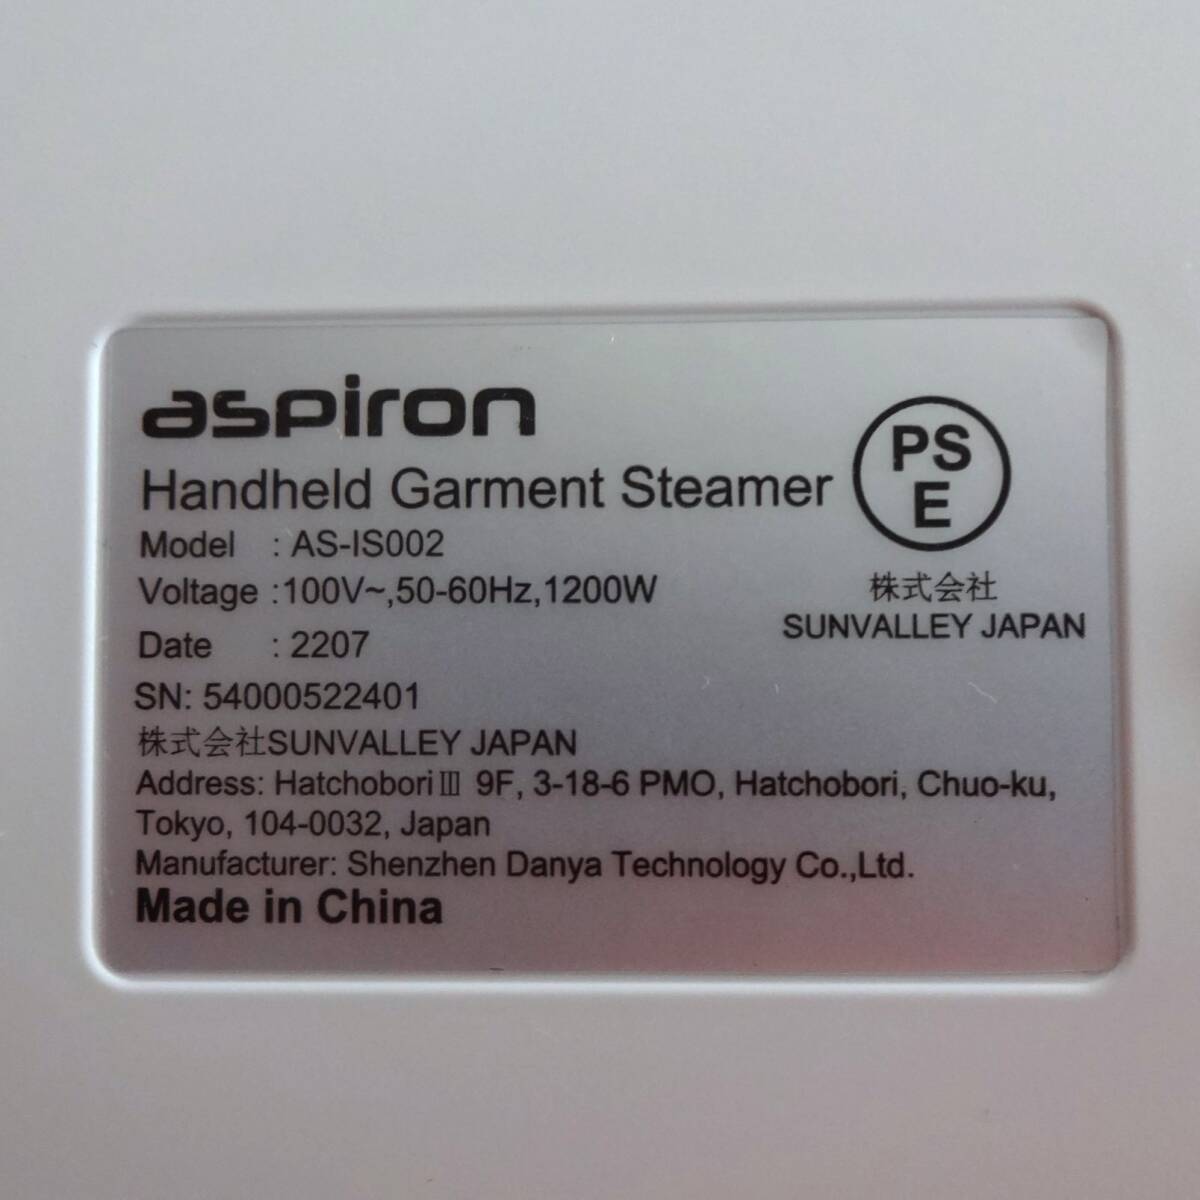 aspiron
Handheld Garment Steamer
PS
E
株式会社
SUNVALLEY JAPAN
Model : AS-IS002
Voltage :100V~,50-60Hz,1200W
Date : 2207
SN: 54000522401
株式会社SUNVALLEY JAPAN
Address: HatchoboriⅢ 9F, 3-18-6 PMO, Hatchobori, Chuo-ku,
Tokyo, 104-0032, Japan
Manufacturer: Shenzhen Danya Technology Co.,Ltd.
Made in China